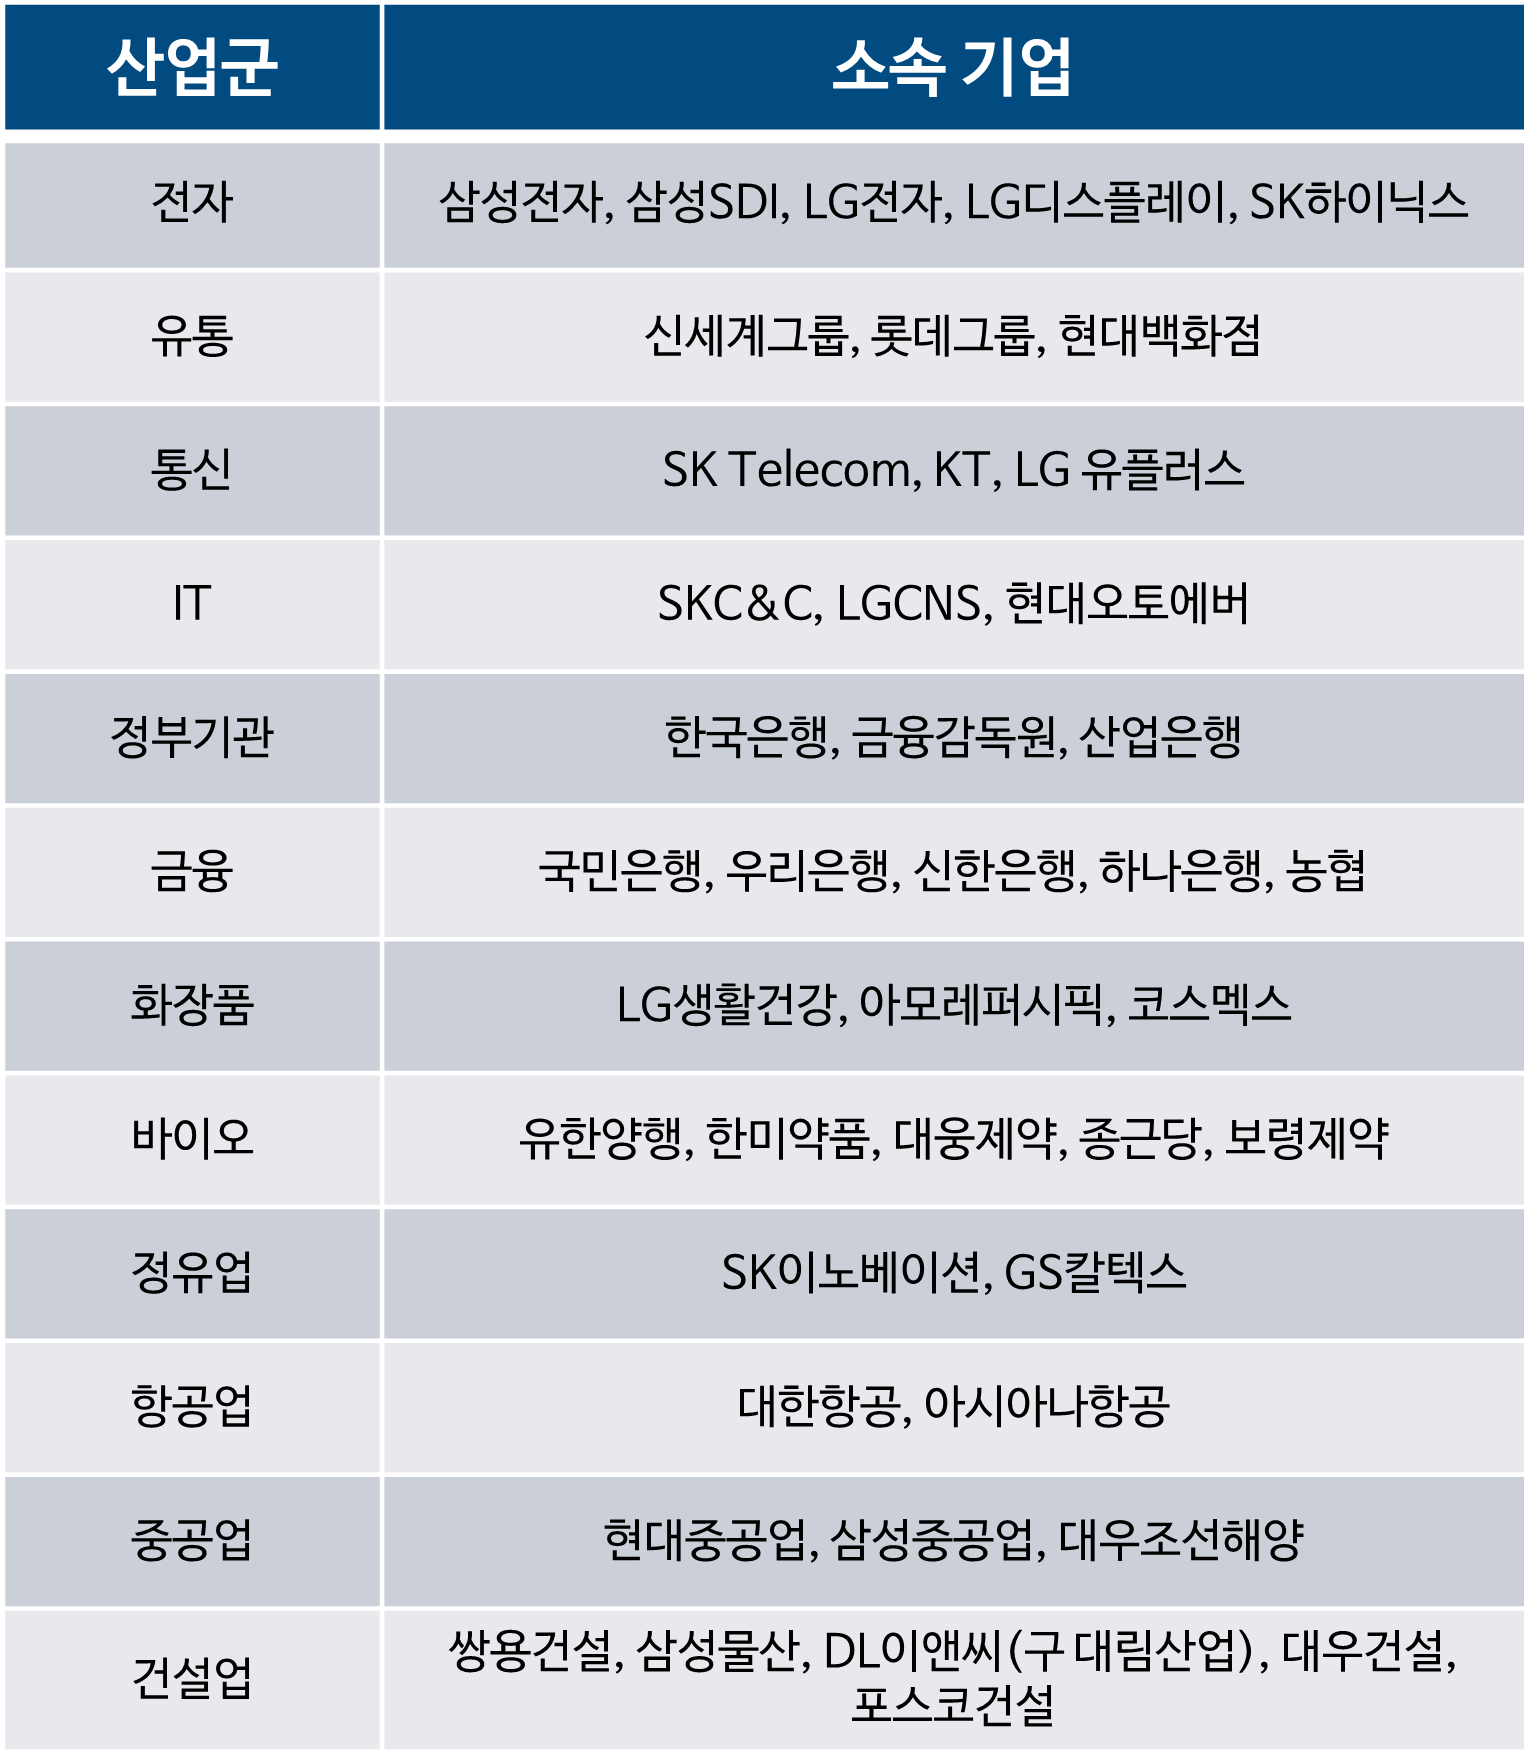 산업군 소속 기업
전자 삼성전자, 삼성SDI, LG전자, LG디스플레이, SK하이닉스
유통 신세계그룹, 롯데그룹, 현대백화점
통신 SK Telecom, KT, LG 유플러스
IT SKC&C, LGCNS, 현대오토에버
정부기관 한국은행, 금융감독원, 산업은행
금융 국민은행, 우리은행, 신한은행, 하나은행, 농협
화장품 LG생활건강, 아모레퍼시픽, 코스멕스
바이오 유한양행, 한미약품, 대웅제약, 종근당, 보령제약
정유업 SK이노베이션, GS칼텍스
항공업 대한항공, 아시아나항공
중공업 현대중공업, 삼성중공업, 대우조선해양
건설업 쌍용건설, 삼성물산, DL이앤씨(구 대림산업), 대우건설,
포스코건설